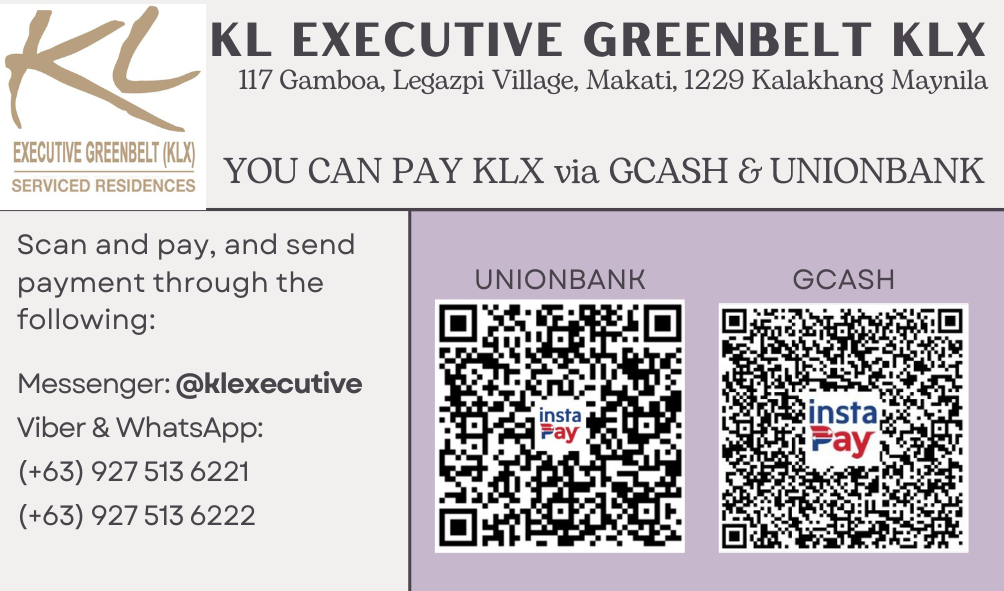 KL
EXECUTIVE GREENBELT (KLX)
SERVICED RESIDENCES
KL EXECUTIVE GREENBELT KLX
117 Gamboa, Legazpi Village, Makati, 1229 Kalakhang Maynila
YOU CAN PAY KLX via GCASH & UNIONBANK
Scan and pay, and send
payment through the
following:
Messenger: @klexecutive
Viber & WhatsApp:
(+63) 927 513 6221
(+63) 927 513 6222
UNIONBANK
insta
Pay
GCASH
insta
Pay